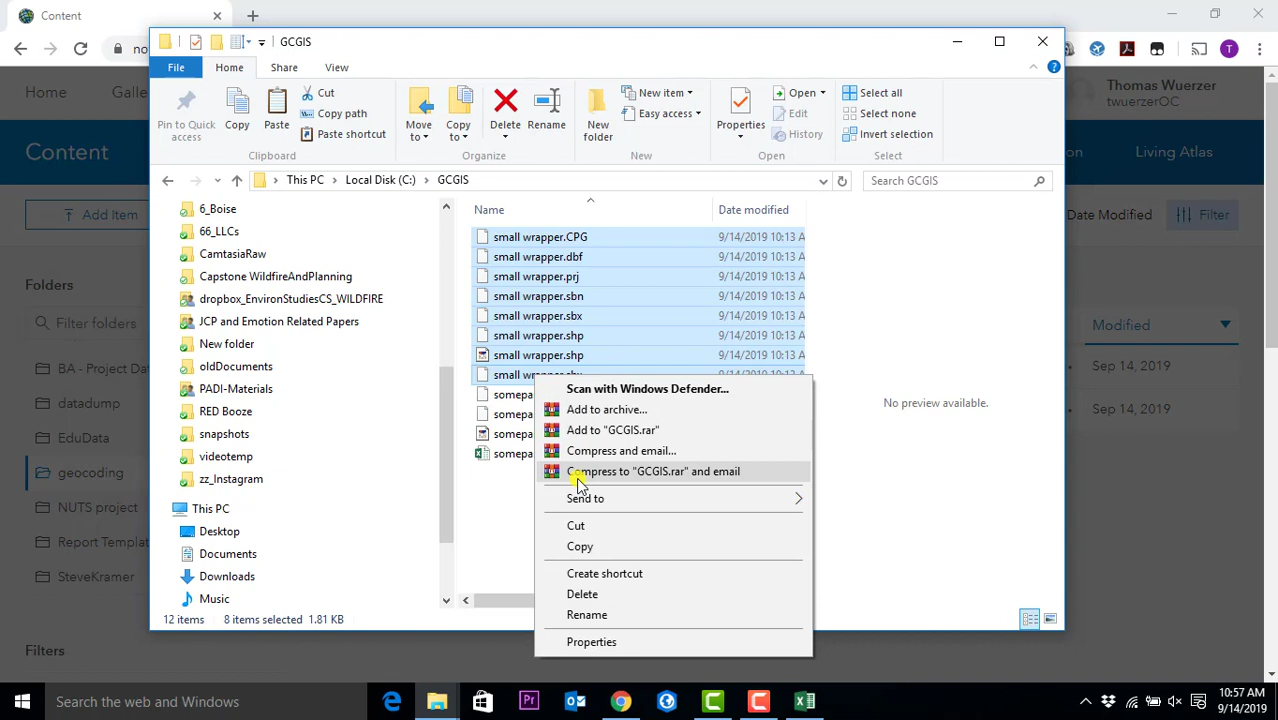 Content
GCGIS
no
File
Home
Share
View
Pin to Quick access
Copy
Paste
Cut
Copy path
Paste shortcut
Move to
Copy to
Delete
Rename
New folder
New item
Easy access
Properties
Open
Edit
History
Select all
Select none
Invert selection
Clipboard
Organize
New
Open
Select
T
Home
Thomas Wuerzer
twuerzerOC
Content
Living Atlas
Add Item
Date Modified
Filter
This PC
Local Disk (C:)
GCGIS
Search GCGIS
Name
Date modified
Folders
Filter folders
datadump
EduData
geocoding
NUTS project
SteveKramer
Filters
6_Boise
66_LLCs
CamtasiaRaw
Capstone WildfireAndPlanning
dropbox_EnvironStudiesCS_WILDFIRE
JCP and Emotion Related Papers
New folder
oldDocuments
PADI-Materials
RED Booze
snapshots
videotemp
zz_Instagram
This PC
Desktop
Documents
Downloads
Music
small wrapper.CPG 9/14/2019 10:13 A
small wrapper.dbf 9/14/2019 10:13 A
small wrapper.prj 9/14/2019 10:13 A
small wrapper.sbn 9/14/2019 10:13 A
small wrapper.sbx 9/14/2019 10:13 A
small wrapper.shp 9/14/2019 10:13 A
small wrapper.shp 9/14/2019 10:13 A
Scan with Windows Defender...
Add to archive...
Add to "GCGIS.rar"
Compress and email...
Compress to "GCGIS.rar" and email
Send to
Cut
Copy
Create shortcut
Delete
Rename
Properties
No preview available.
Modified
Sep 14, 2019
Sep 14, 2019
12 items
8 items selected 1.81 KB
Search the web and Windows
10:57 AM
9/14/2019